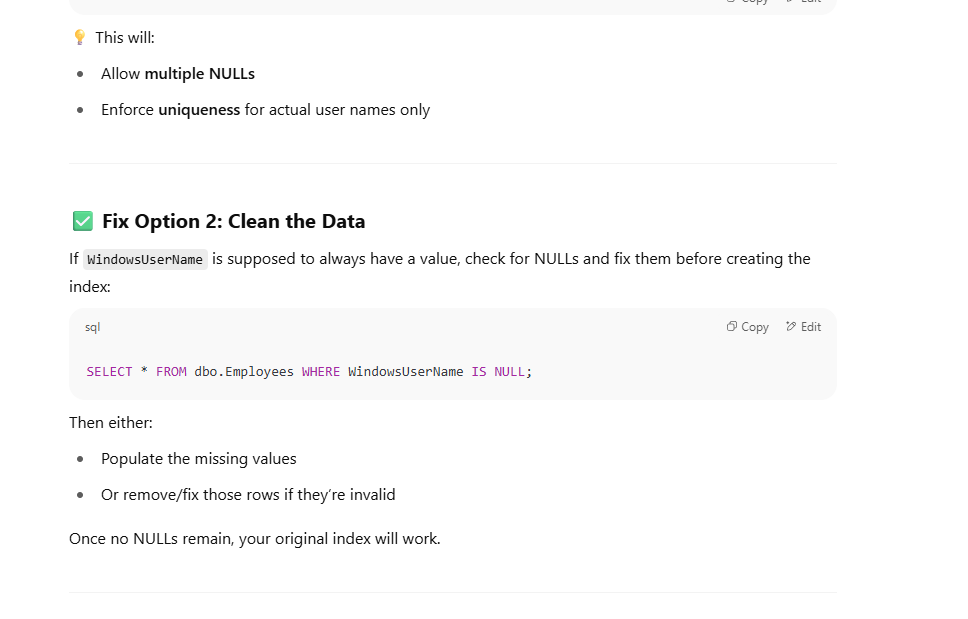 Copy Edit
💡 This will:
• Allow multiple NULLs
• Enforce uniqueness for actual user names only
✅ Fix Option 2: Clean the Data
If WindowsUserName is supposed to always have a value, check for NULLs and fix them before creating the
index:
sql Copy Edit
SELECT * FROM dbo.Employees WHERE WindowsUserName IS NULL;
Then either:
• Populate the missing values
• Or remove/fix those rows if they’re invalid
Once no NULLs remain, your original index will work.